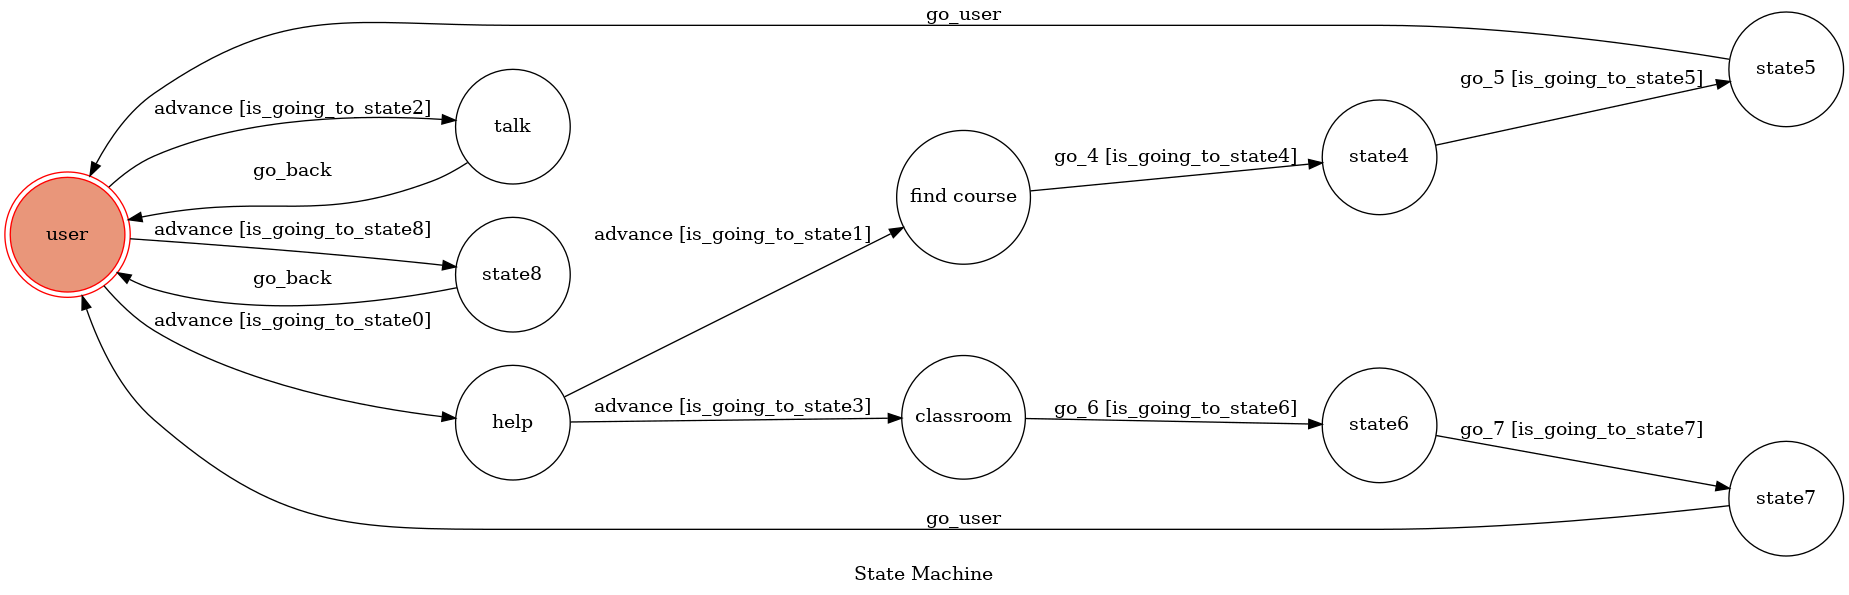 go_user
state5
go_5 [is_going_to_state5]
advance [is_going_to_state2]
talk
go_4 [is_going_to_state4]
state4
go_back
find course
user
advance [is_going_to_state8]
advance [is_going_to_state1]
state8
go_back
advance [is_going_to_state0]
help
advance [is_going_to_state3]
classroom
go_6 [is_going_to_state6]
state6
go_7 [is_going_to_state7]
state7
go_user
State Machine